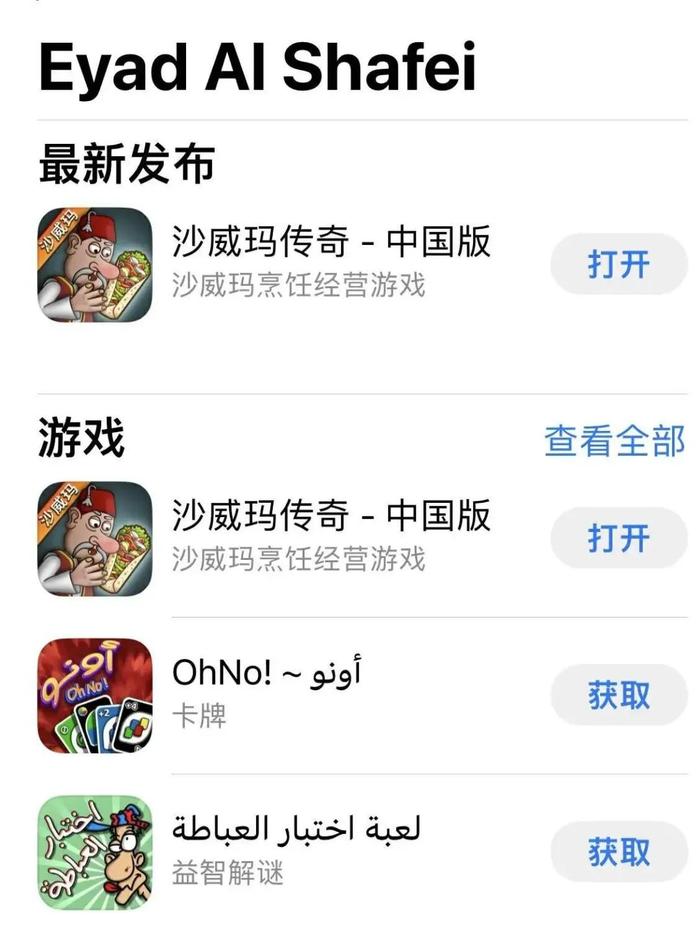 Eyad Al Shafei
最新发布
沙威玛
沙威玛传奇 - 中国版
沙威玛烹饪经营游戏
打开
游戏
查看全部
沙威玛
沙威玛传奇 - 中国版
沙威玛烹饪经营游戏
打开
أونو
OhNo!
+2
OhNo! ~ أونو
卡牌
获取
اختبار
العباطة
لعبة اختبار العباطة
益智解谜
获取